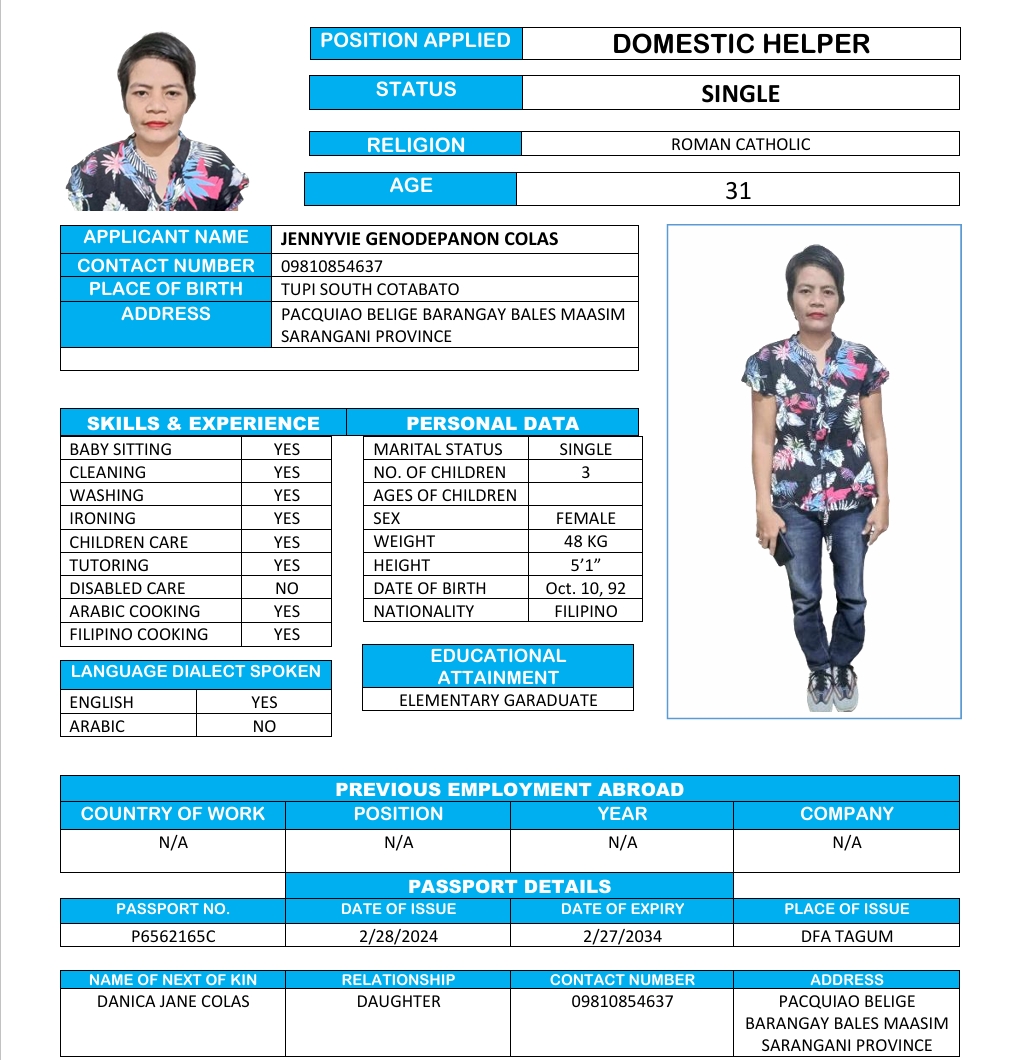 POSITION APPLIED DOMESTIC HELPER
STATUS SINGLE
RELIGION ROMAN CATHOLIC
AGE 31
APPLICANT NAME JENNYVIE GENODEPANON COLAS
CONTACT NUMBER 09810854637
PLACE OF BIRTH TUPI SOUTH COTABATO
ADDRESS PACQUIAO BELIGE BARANGAY BALES MAASIM
SARANGANI PROVINCE
SKILLS & EXPERIENCE
BABY SITTING YES
CLEANING YES
WASHING YES
IRONING YES
CHILDREN CARE YES
TUTORING YES
DISABLED CARE NO
ARABIC COOKING YES
FILIPINO COOKING YES
LANGUAGE DIALECT SPOKEN
ENGLISH YES
ARABIC NO
PERSONAL DATA
MARITAL STATUS SINGLE
NO. OF CHILDREN 3
AGES OF CHILDREN
SEX FEMALE
WEIGHT 48 KG
HEIGHT 5’1”
DATE OF BIRTH Oct. 10, 92
NATIONALITY FILIPINO
EDUCATIONAL
ATTAINMENT
ELEMENTARY GARADUATE
PREVIOUS EMPLOYMENT ABROAD
COUNTRY OF WORK POSITION YEAR COMPANY
N/A N/A N/A N/A
PASSPORT DETAILS
PASSPORT NO. DATE OF ISSUE DATE OF EXPIRY PLACE OF ISSUE
P6562165C 2/28/2024 2/27/2034 DFA TAGUM
NAME OF NEXT OF KIN RELATIONSHIP CONTACT NUMBER ADDRESS
DANICA JANE COLAS DAUGHTER 09810854637 PACQUIAO BELIGE
BARANGAY BALES MAASIM
SARANGANI PROVINCE